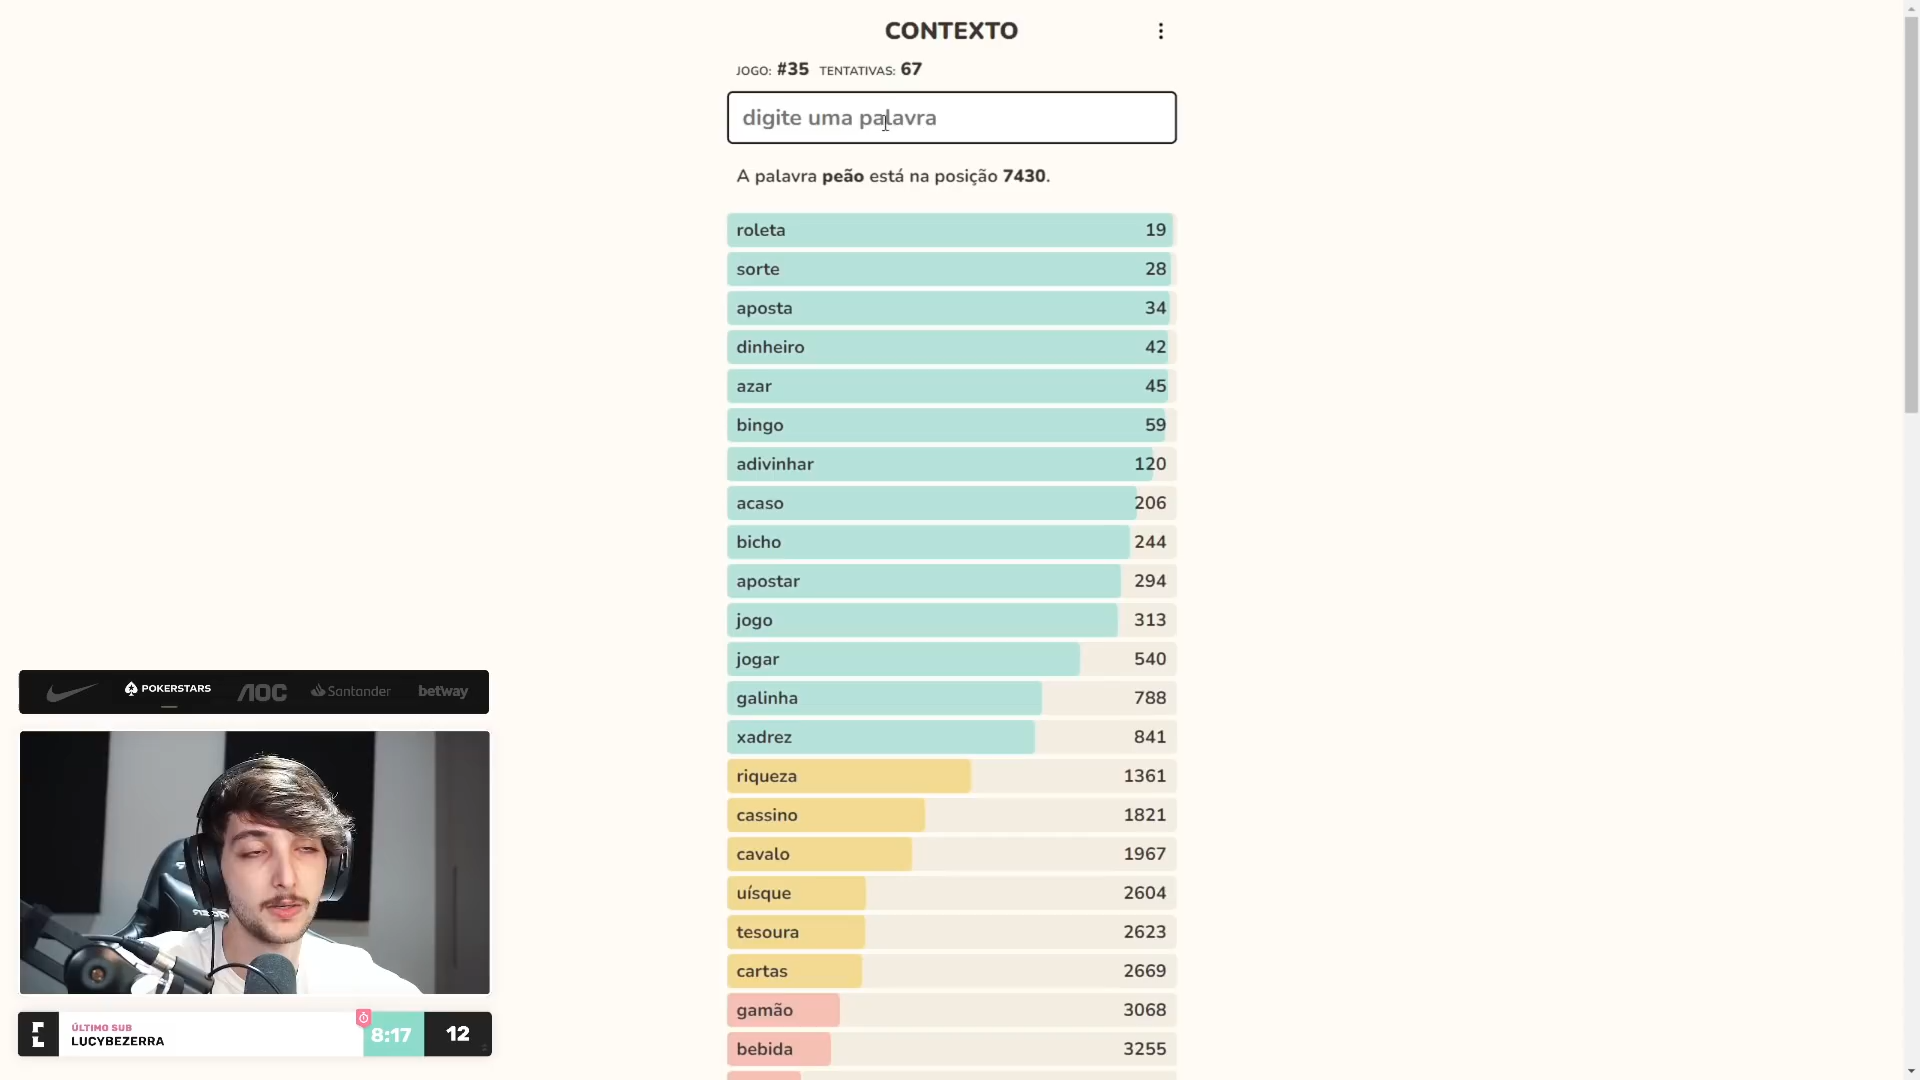 CONTEXTO
JOGO: #35 TENTATIVAS: 67
digite uma palavra
A palavra peão está na posição 7430.
roleta 19
sorte 28
aposta 34
dinheiro 42
azar 45
bingo 59
adivinhar 120
acaso 206
bicho 244
apostar 294
jogo 313
jogar 540
galinha 788
xadrez 841
riqueza 1361
cassino 1821
cavalo 1967
uísque 2604
tesoura 2623
cartas 2669
gamão 3068
bebida 3255
POKERSTARS AOC Santander betway
ÚLTIMO SUB
LUCYBEZERRA
8:17 12